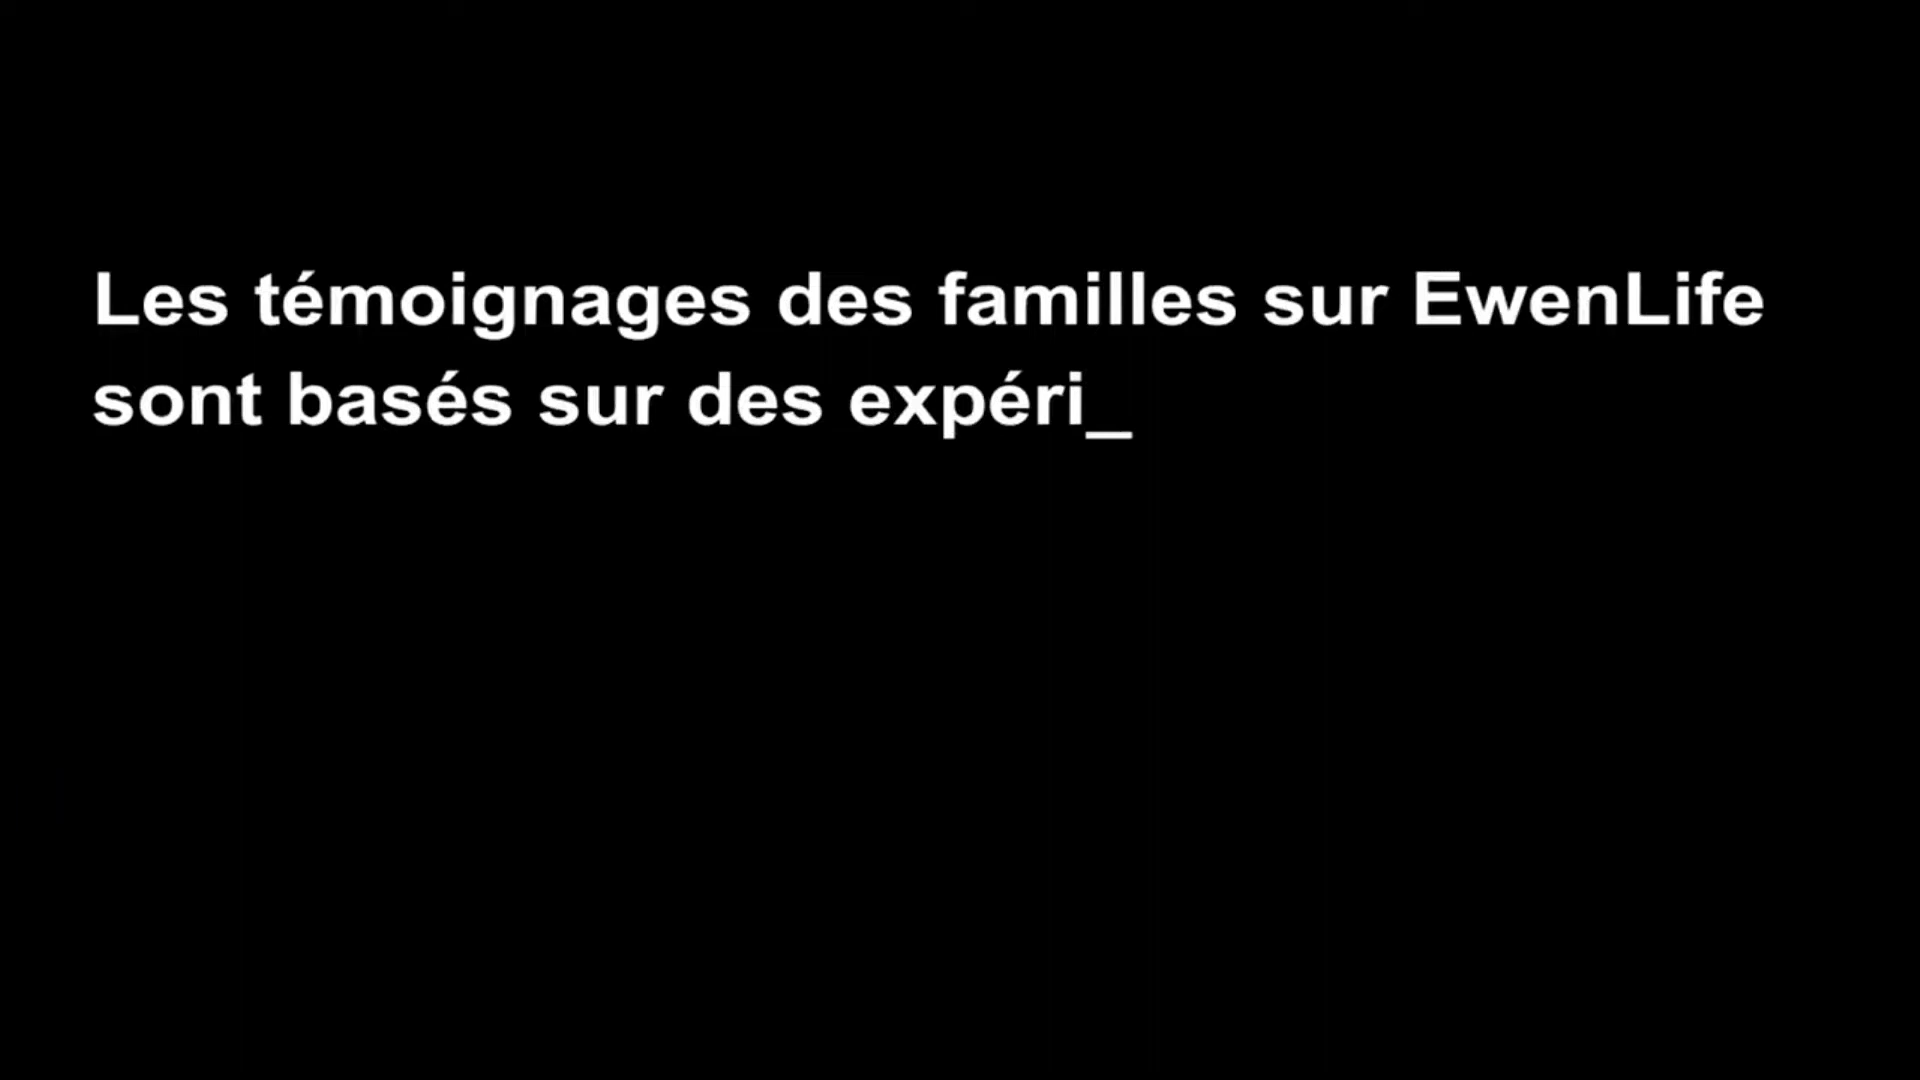 Les témoignages des familles sur EwenLife
sont basés sur des expéri_